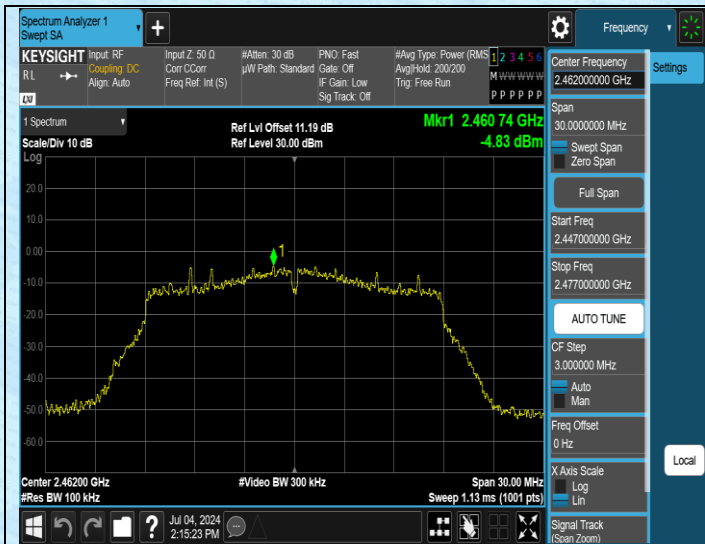 Spectrum Analyzer 1
Swept SA
Frequency
KEYSIGHT
RL
LXI
Input: RF
Coupling: DC
Align: Auto
Input Z: 50 Ω
Corr CCorr
Freq Ref: Int (S)
#Atten: 30 dB
µW Path: Standard
PNO: Fast
Gate: Off
IF Gain: Low
Sig Track: Off
#Avg Type: Power (RMS
Avg|Hold: 200/200
Trig: Free Run
1 2 3 4 5 6
M W W W W W
P P P P P P
1 Spectrum
Scale/Div 10 dB
Ref Lvl Offset 11.19 dB
Ref Level 30.00 dBm
Mkr1 2.460 74 GHz
-4.83 dBm
Log
20.0
10.0
0.00
-10.0
-20.0
-30.0
-40.0
-50.0
-60.0
1
Center 2.46200 GHz
#Res BW 100 kHz
#Video BW 300 kHz
Span 30.00 MHz
Sweep 1.13 ms (1001 pts)
Jul 04, 2024
2:15:23 PM
Center Frequency
2.462000000 GHz
Span
30.0000000 MHz
Swept Span
Zero Span
Full Span
Start Freq
2.447000000 GHz
Stop Freq
2.477000000 GHz
AUTO TUNE
CF Step
3.000000 MHz
Auto
Man
Freq Offset
0 Hz
X Axis Scale
Log
Lin
Signal Track
(Span Zoom)
Settings
Local